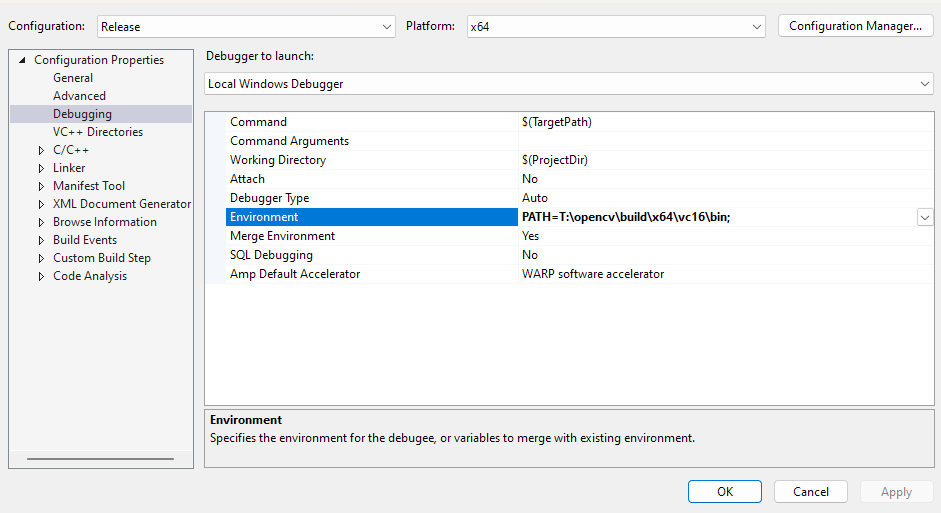 Configuration: Release Platform: x64 Configuration Manager...
Configuration Properties
General
Advanced
Debugging
VC++ Directories
C/C++
Linker
Manifest Tool
XML Document Generator
Browse Information
Build Events
Custom Build Step
Code Analysis
Debugger to launch:
Local Windows Debugger
Command $(TargetPath)
Command Arguments
Working Directory $(ProjectDir)
Attach No
Debugger Type Auto
Environment PATH=T:\opencv\build\x64\vc16\bin;
Merge Environment Yes
SQL Debugging No
Amp Default Accelerator WARP software accelerator
Environment
Specifies the environment for the debugee, or variables to merge with existing environment.
OK Cancel Apply